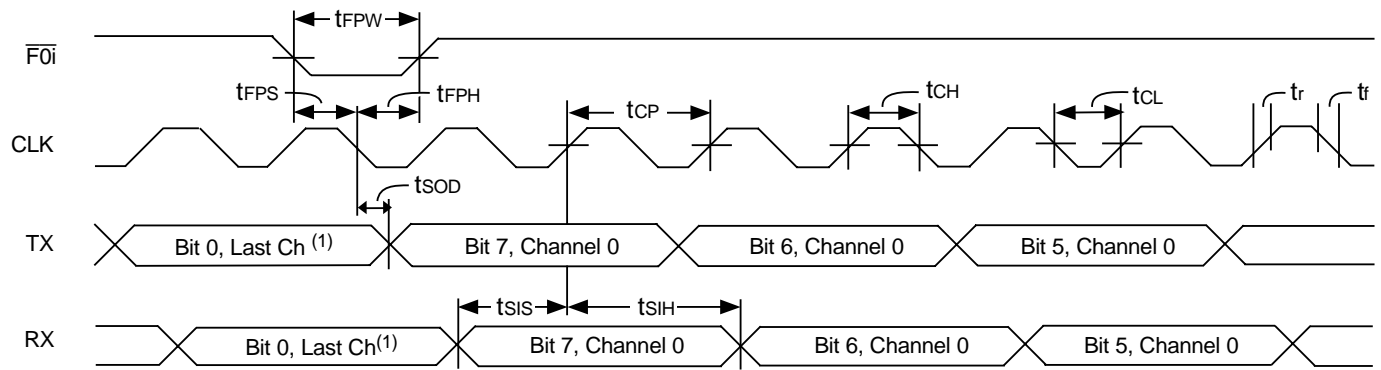 tFPW
F0i
tFPS
tFPH
tCP
tCH
tCL
tr
tf
CLK
tSOD
TX
Bit 0, Last Ch (1)
Bit 7, Channel 0
Bit 6, Channel 0
Bit 5, Channel 0
tSIS
tSIH
RX
Bit 0, Last Ch(1)
Bit 7, Channel 0
Bit 6, Channel 0
Bit 5, Channel 0